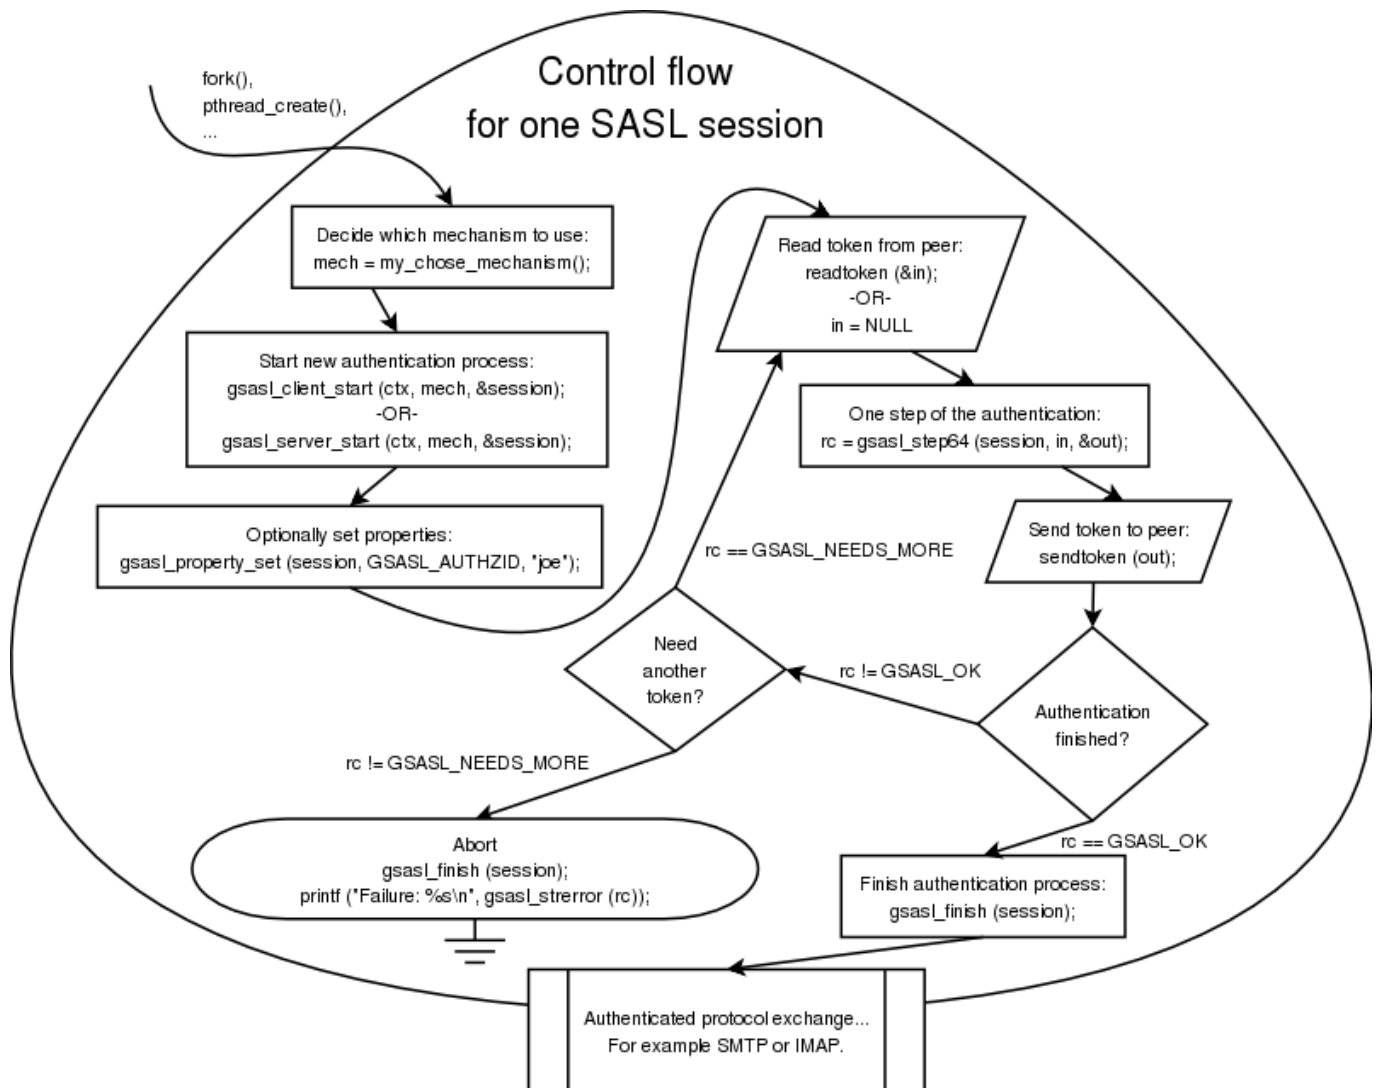 Control flow
for one SASL session
fork(),
pthread_create(),
...
Decide which mechanism to use:
mech = my_chose_mechanism();
Start new authentication process:
gsasl_client_start (ctx, mech, &session);
-OR-
gsasl_server_start (ctx, mech, &session);
Optionally set properties:
gsasl_property_set (session, GSASL_AUTHZID, "joe");
Read token from peer:
readtoken (&in);
-OR-
in = NULL
One step of the authentication:
rc = gsasl_step64 (session, in, &out);
Send token to peer:
sendtoken (out);
Authentication
finished?
rc != GSASL_OK
Need
another
token?
rc == GSASL_NEEDS_MORE
rc != GSASL_NEEDS_MORE
Abort
gsasl_finish (session);
printf ("Failure: %s\n", gsasl_strerror (rc));
rc == GSASL_OK
Finish authentication process:
gsasl_finish (session);
Authenticated protocol exchange...
For example SMTP or IMAP.